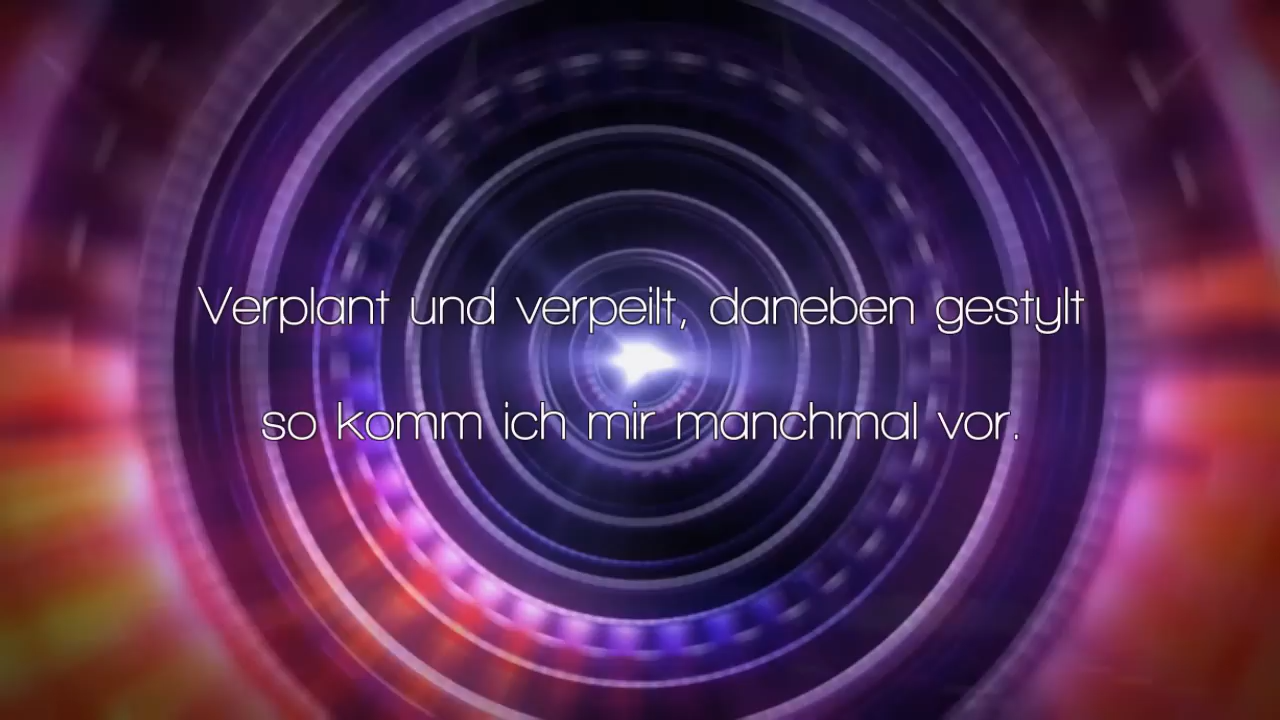 Verplant und verpeilt, daneben gestylt
so komm ich mir manchmal vor.